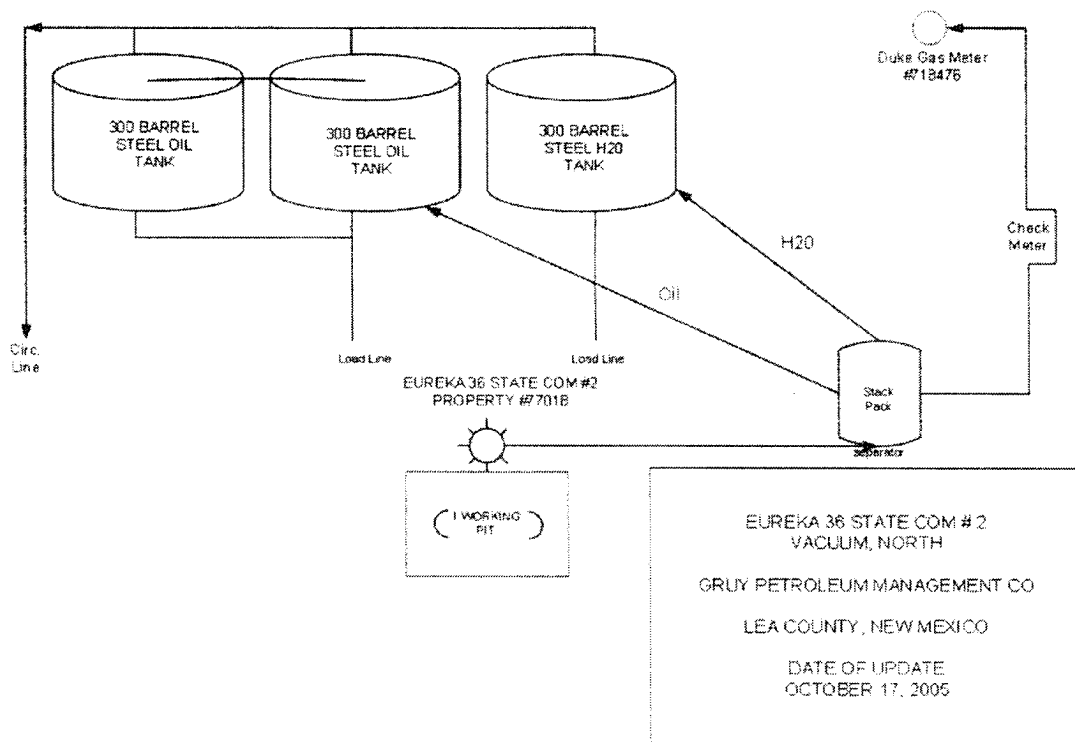 Duke Gas Meter
#718476
300 BARREL
STEEL OIL
TANK
300 BARREL
STEEL OIL
TANK
300 BARREL
STEEL H20
TANK
Check
Meter
H20
Oil
Circ.
Line
Load Line
Load Line
EUREKA 36 STATE COM #2
PROPERTY #77018
Stack
Pack
separator
1 WORKING
PIT
EUREKA 36 STATE COM # 2
VACUUM, NORTH
GRUY PETROLEUM MANAGEMENT CO
LEA COUNTY, NEW MEXICO
DATE OF UPDATE
OCTOBER 17, 2005